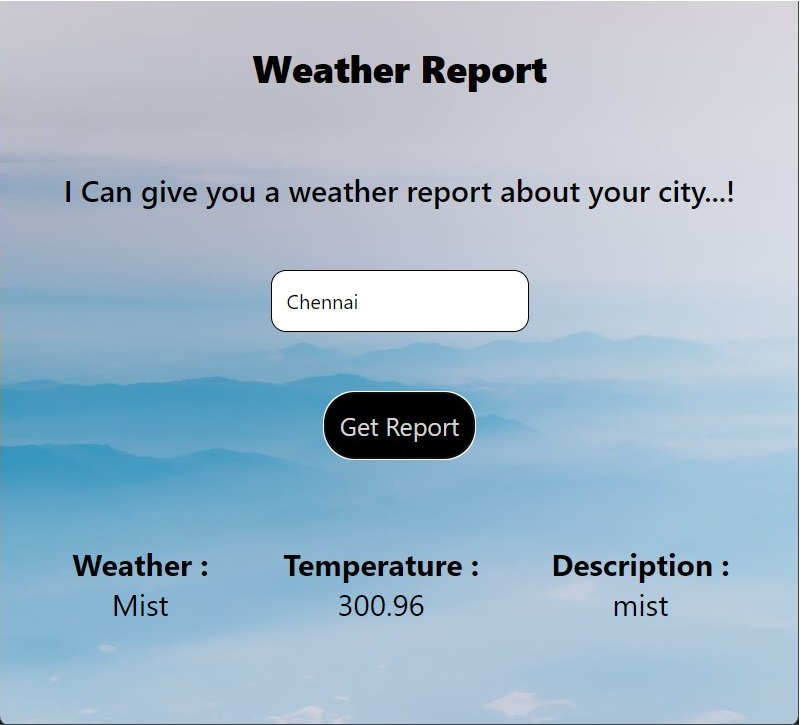 Weather Report
I Can give you a weather report about your city...!
Chennai
Get Report
Weather : Temperature : Description :
Mist 300.96 mist